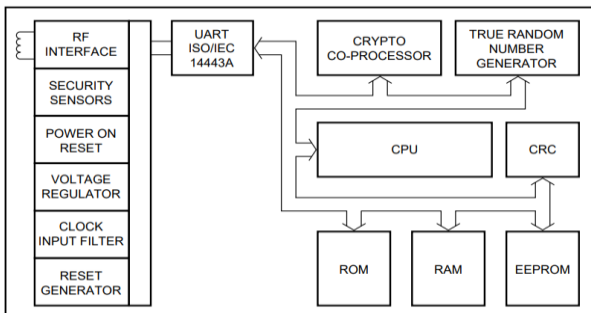 RF
INTERFACE
SECURITY
SENSORS
POWER ON
RESET
VOLTAGE
REGULATOR
CLOCK
INPUT FILTER
RESET
GENERATOR
UART
ISO/IEC
14443A
CRYPTO
CO-PROCESSOR
TRUE RANDOM
NUMBER
GENERATOR
CPU
CRC
ROM
RAM
EEPROM